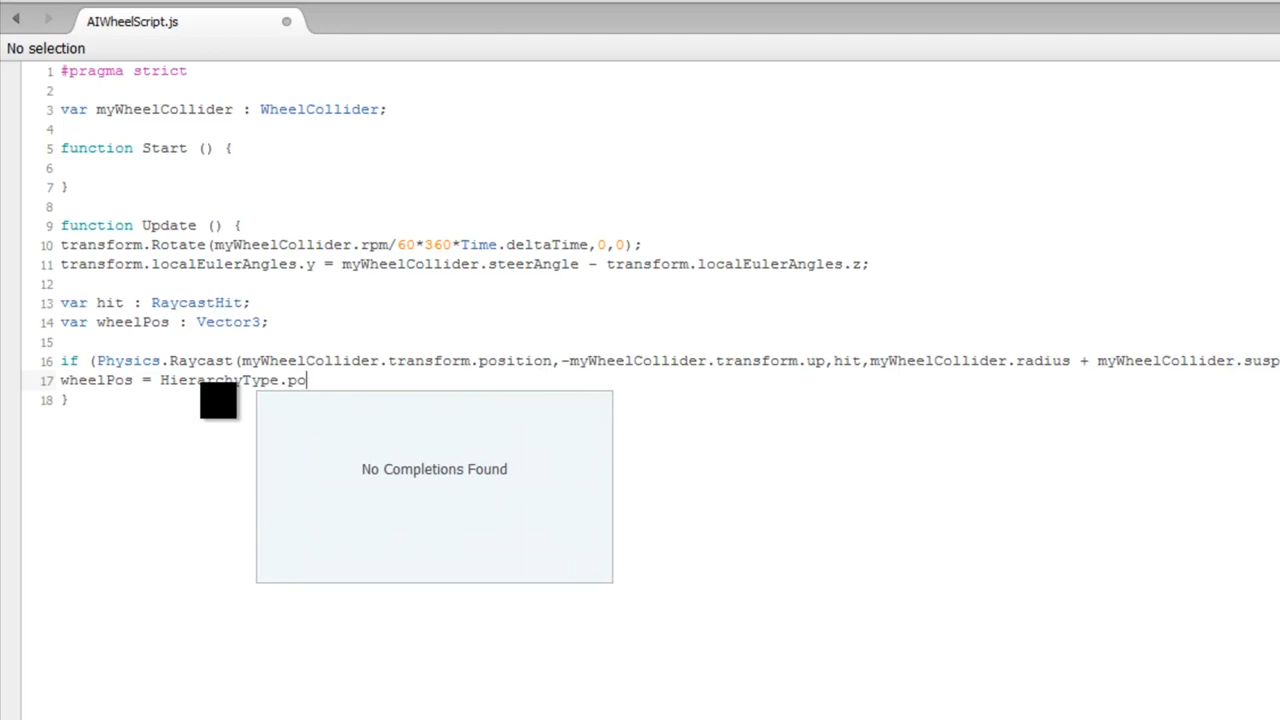 AIWheelScript.js
No selection
1 #pragma strict
2
3 var myWheelCollider : WheelCollider;
4
5 function Start () {
6
7 }
8
9 function Update () {
10 transform.Rotate(myWheelCollider.rpm/60*360*Time.deltaTime,0,0);
11 transform.localEulerAngles.y = myWheelCollider.steerAngle - transform.localEulerAngles.z;
12
13 var hit : RaycastHit;
14 var wheelPos : Vector3;
15
16 if (Physics.Raycast(myWheelCollider.transform.position,-myWheelCollider.transform.up,hit,myWheelCollider.radius + myWheelCollider.susp
17 wheelPos = HierarchyType.po
18 }
No Completions Found